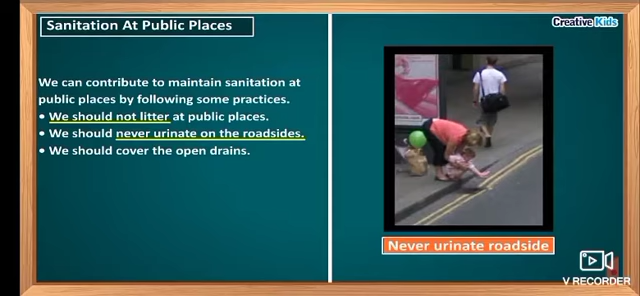 Sanitation At Public Places
Creative Kids
We can contribute to maintain sanitation at
public places by following some practices.
• We should not litter at public places.
• We should never urinate on the roadsides.
• We should cover the open drains.
Never urinate roadside
V RECORDER